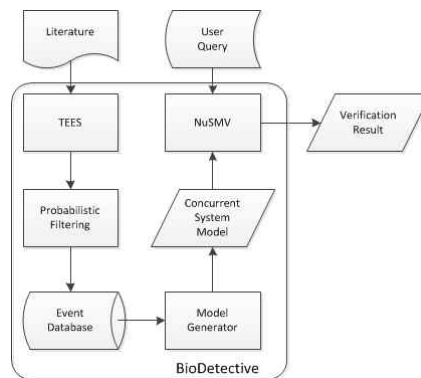 Literature
User
Query
TEES
NuSMV
Verification
Result
Probabilistic
Filtering
Concurrent
System
Model
Event
Database
Model
Generator
BioDetective